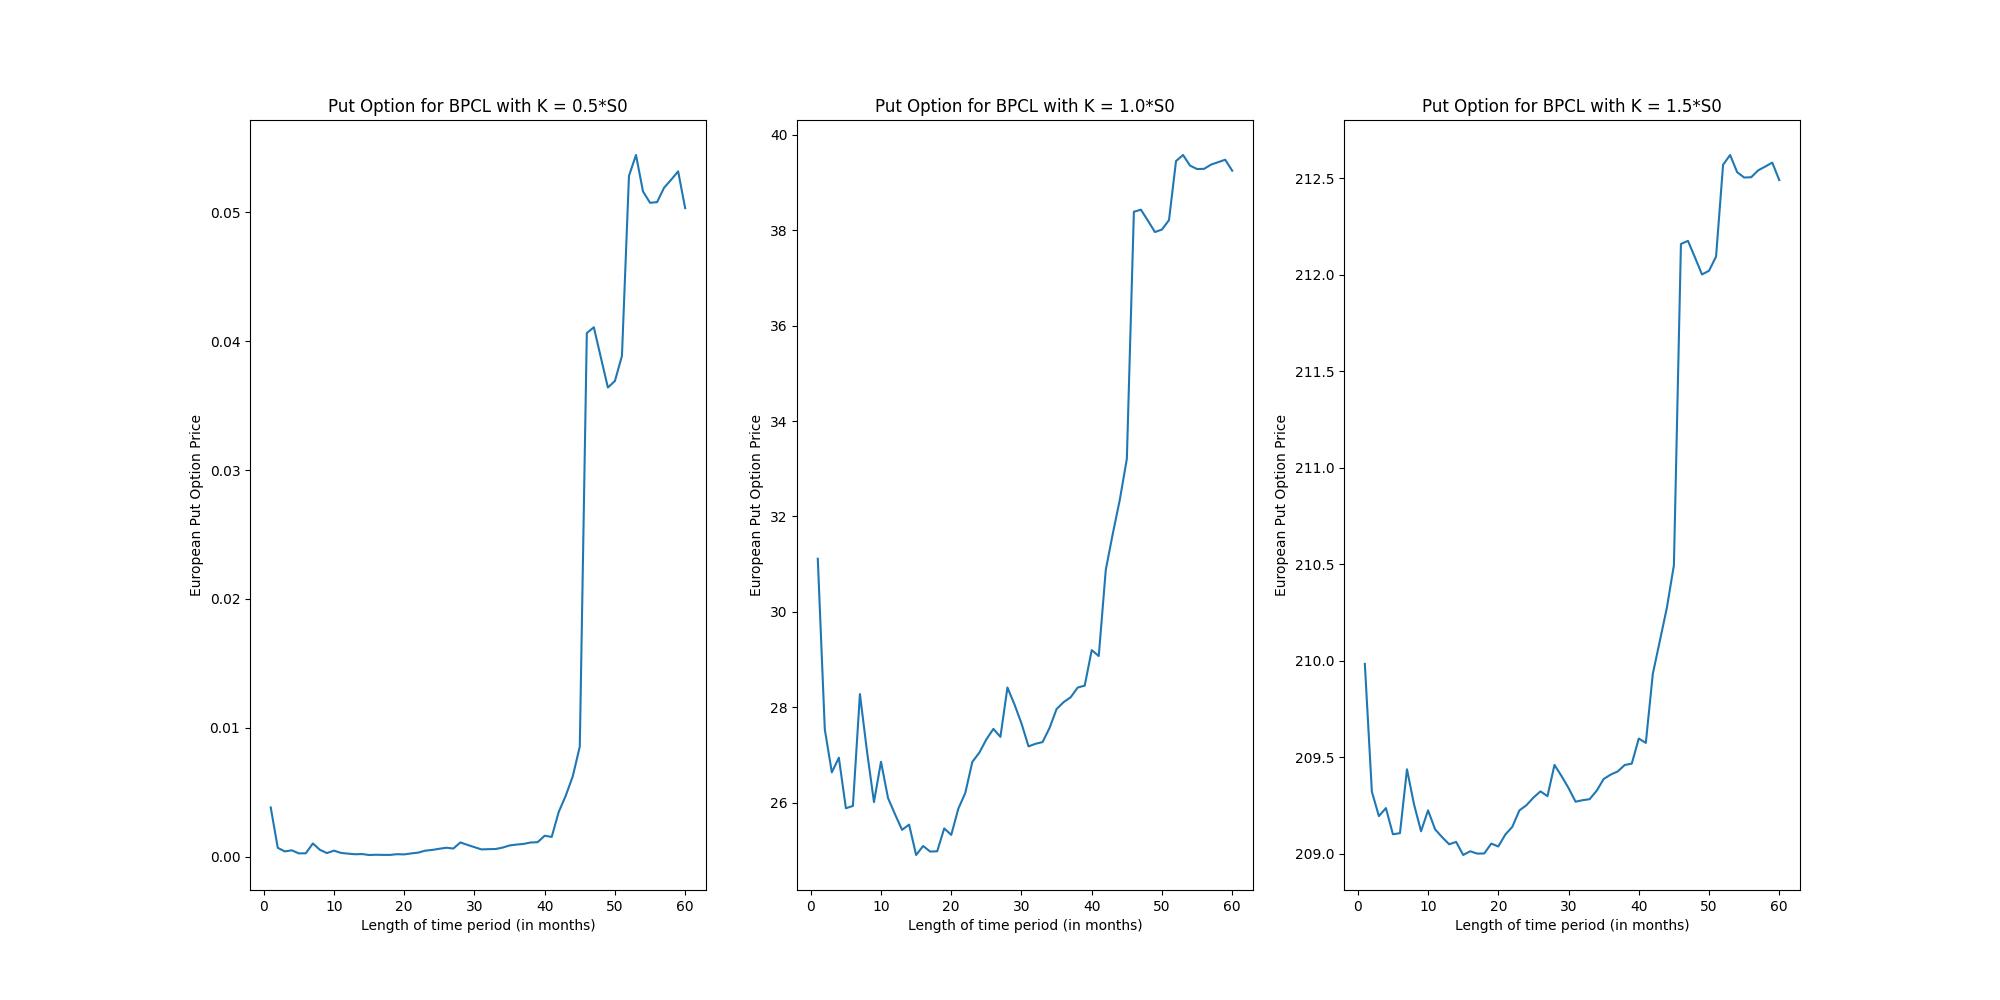 Put Option for BPCL with K = 0.5*S0
European Put Option Price
0.05
0.04
0.03
0.02
0.01
0.00
0 10 20 30 40 50 60
Length of time period (in months)
Put Option for BPCL with K = 1.0*S0
European Put Option Price
40
38
36
34
32
30
28
26
0 10 20 30 40 50 60
Length of time period (in months)
Put Option for BPCL with K = 1.5*S0
European Put Option Price
212.5
212.0
211.5
211.0
210.5
210.0
209.5
209.0
0 10 20 30 40 50 60
Length of time period (in months)